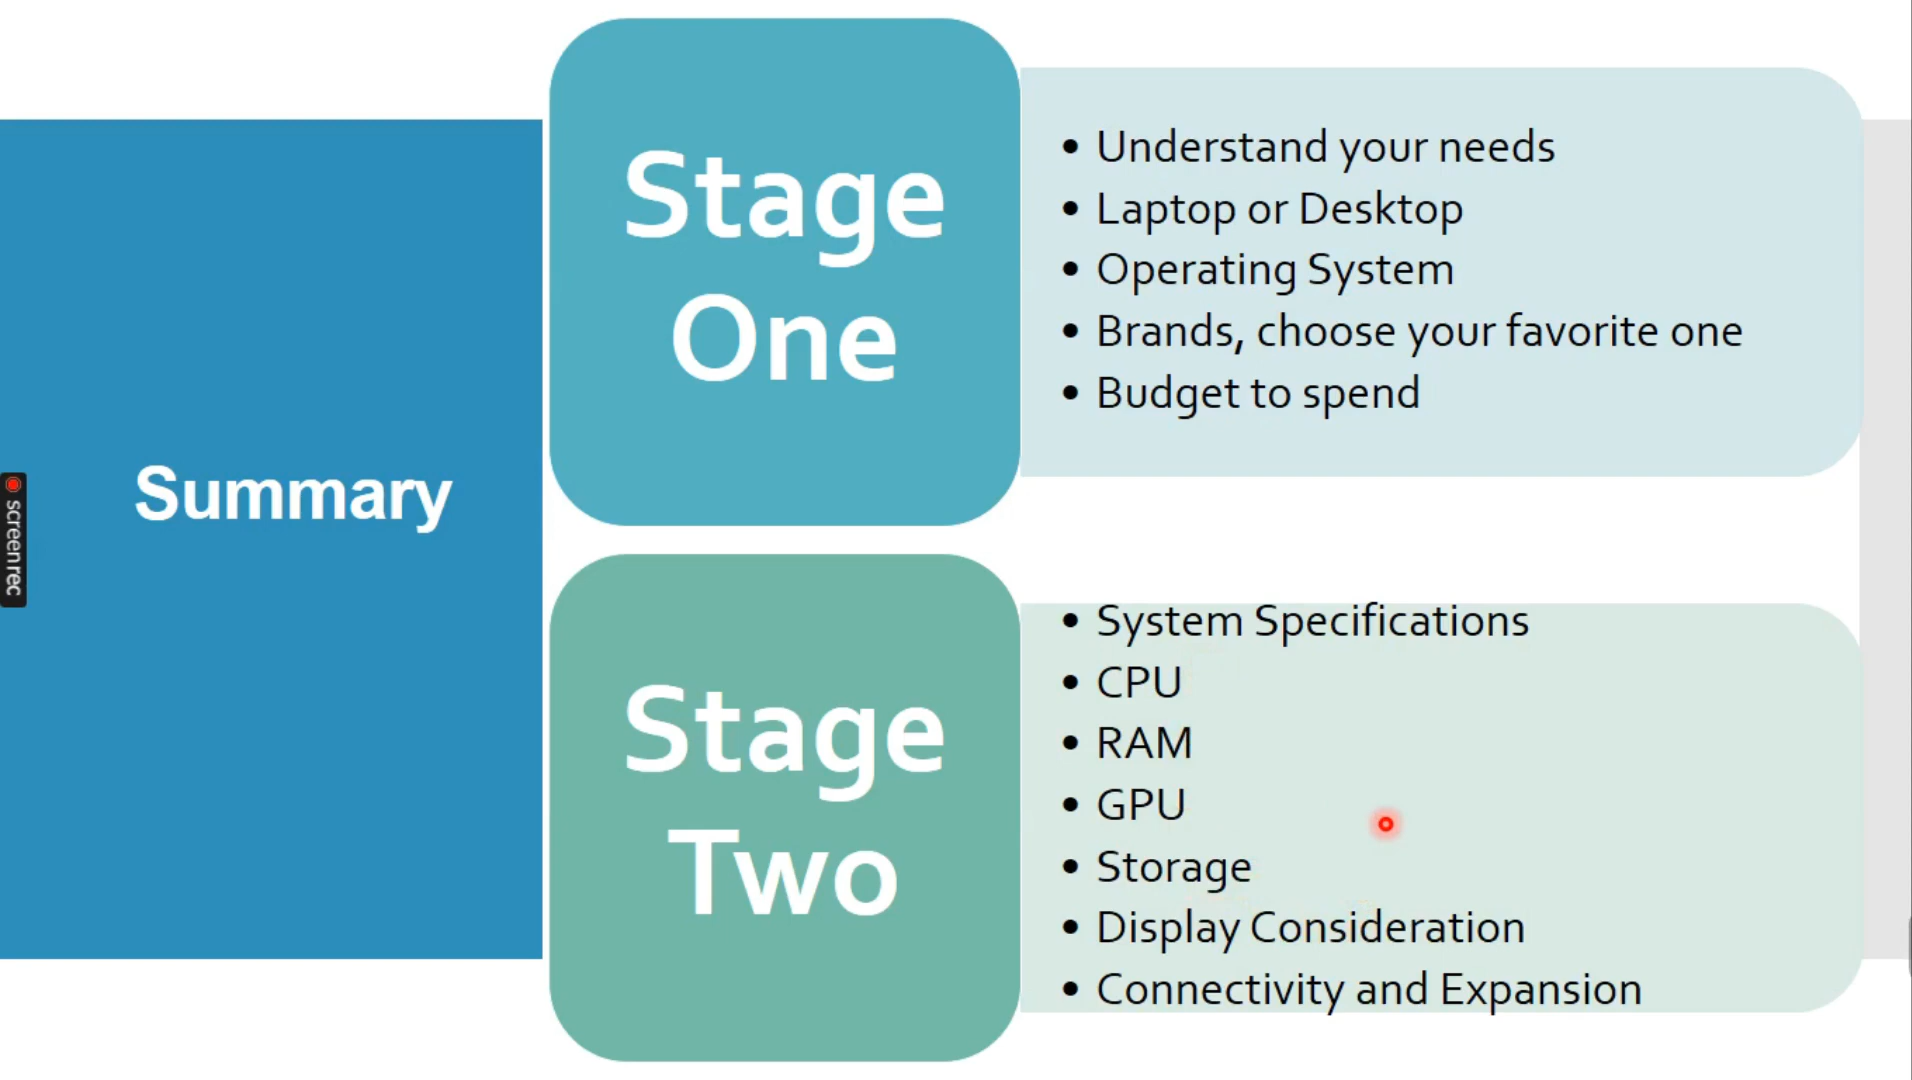 Summary
Stage
One
• Understand your needs
• Laptop or Desktop
• Operating System
• Brands, choose your favorite one
• Budget to spend
Stage
Two
• System Specifications
• CPU
• RAM
• GPU
• Storage
• Display Consideration
• Connectivity and Expansion
screenrec